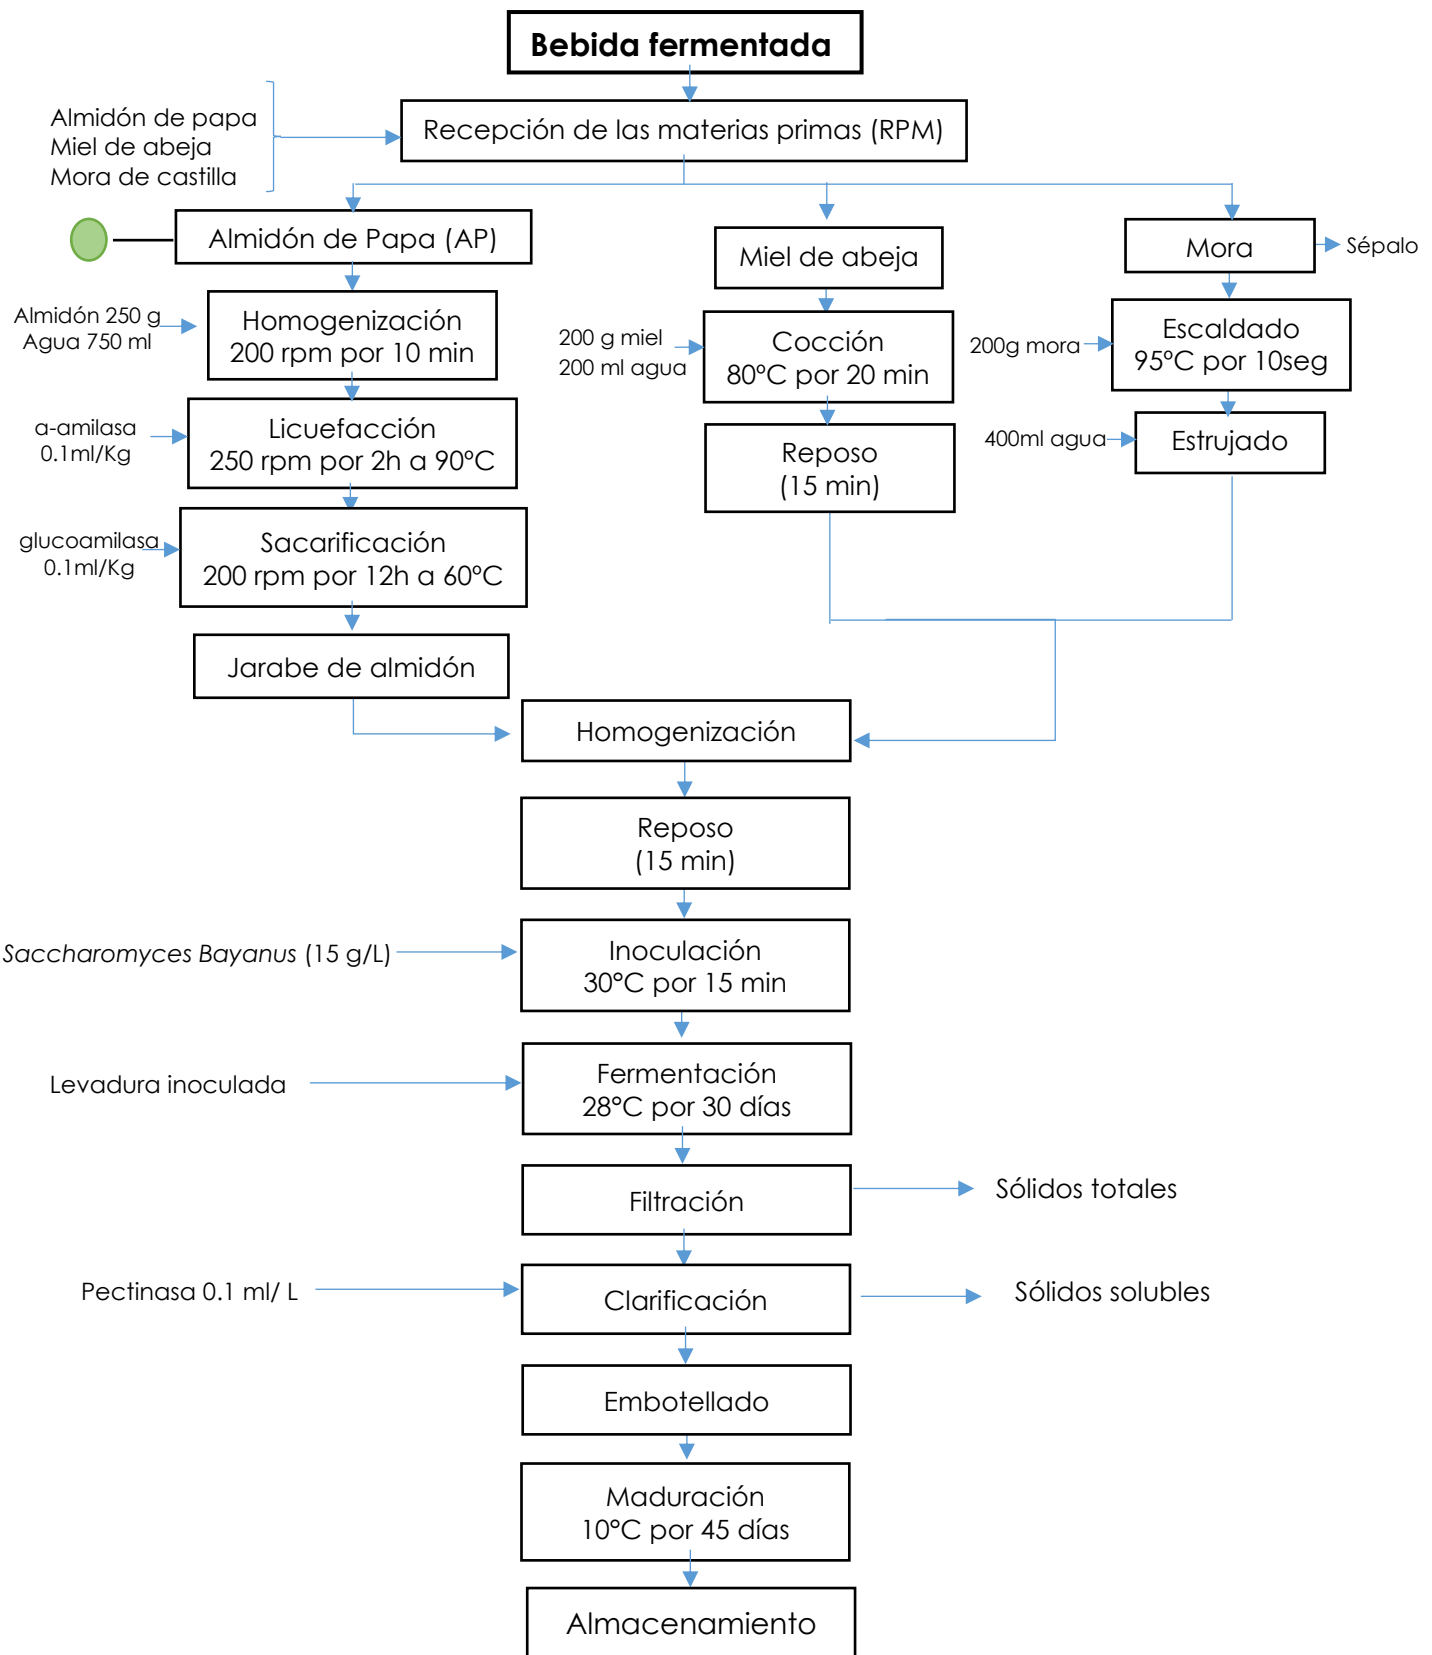 Bebida fermentada
Almidón de papa
Miel de abeja
Mora de castilla
Recepción de las materias primas (RPM)
Almidón de Papa (AP)
Miel de abeja
Mora
Sépalo
Almidón 250 g
Agua 750 ml
Homogenización
200 rpm por 10 min
200 g miel
200 ml agua
Cocción
80°C por 20 min
200g mora
Escaldado
95°C por 10seg
a-amilasa
0.1ml/Kg
Licuefacción
250 rpm por 2h a 90°C
Reposo
(15 min)
400ml agua
Estrujado
glucoamilasa
0.1ml/Kg
Sacarificación
200 rpm por 12h a 60°C
Jarabe de almidón
Homogenización
Reposo
(15 min)
Saccharomyces Bayanus (15 g/L)
Inoculación
30°C por 15 min
Levadura inoculada
Fermentación
28°C por 30 días
Filtración
Sólidos totales
Pectinasa 0.1 ml/ L
Clarificación
Sólidos solubles
Embotellado
Maduración
10°C por 45 días
Almacenamiento